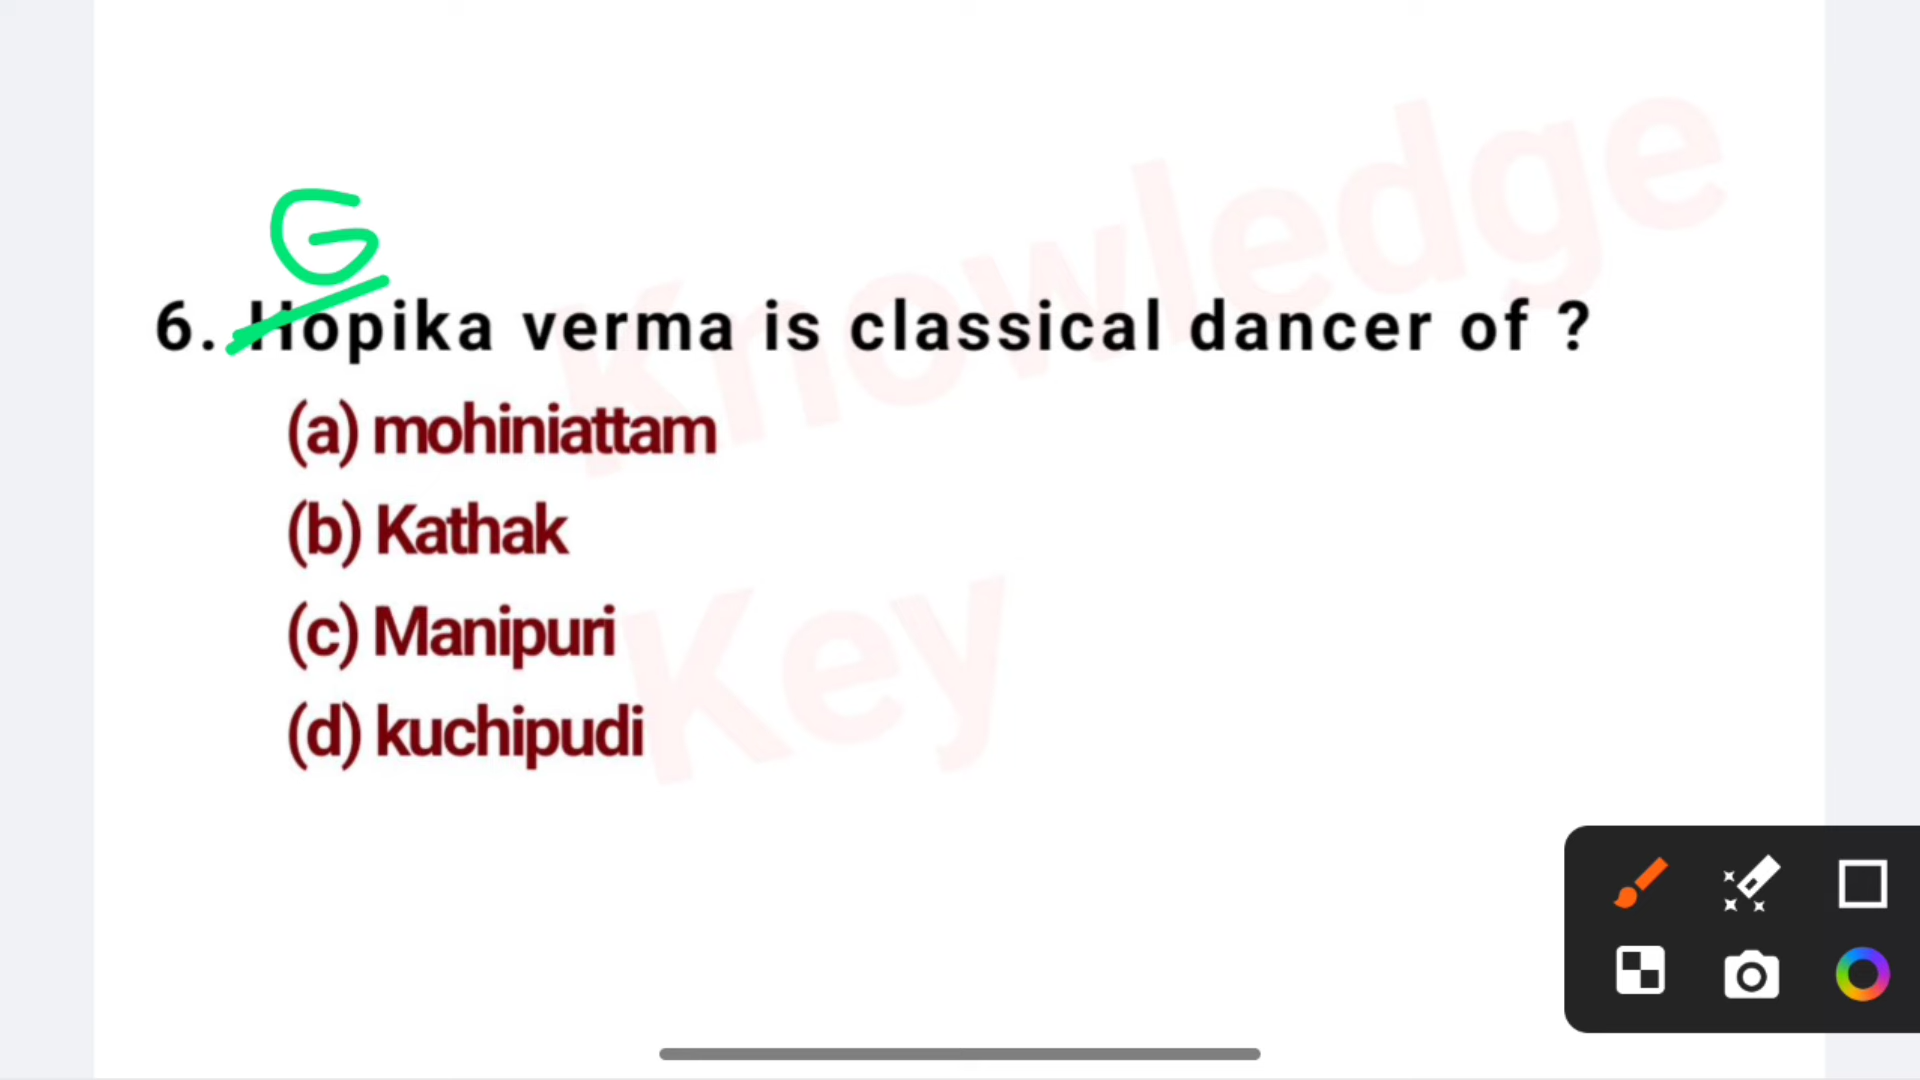 G
6. Hopika verma is classical dancer of ?
(a) mohiniattam
(b) Kathak
(c) Manipuri
(d) kuchipudi
Knowledge
Key